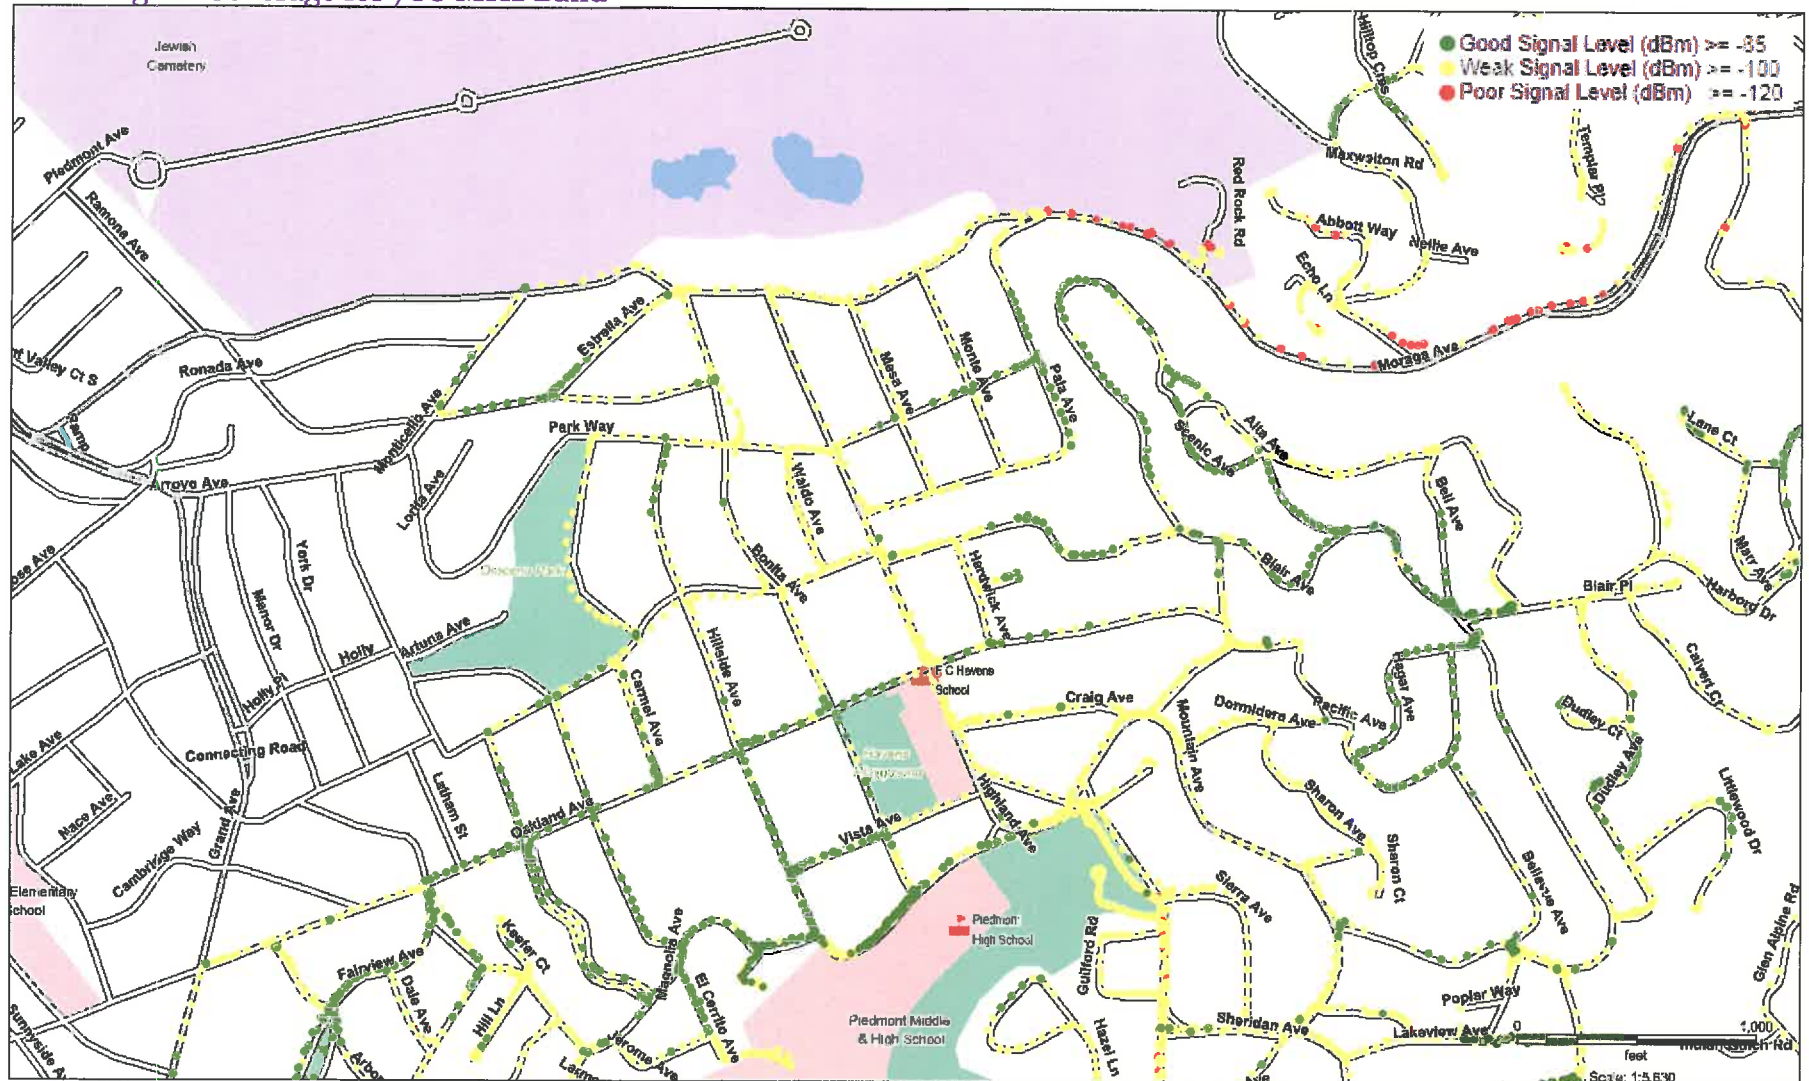 Jewish
Cemetery
Good Signal Level (dBm) >= -85
Weak Signal Level (dBm) >= -100
Poor Signal Level (dBm) >= -120
Hilltop Cres
Piedmont Ave
Ramona Ave
Maxwelton Rd
Templar Pl
Red Rock Rd
Abbott Way
Nellie Ave
Echo Ln
Estrella Ave
Ronada Ave
Valley Ct S
Moraga Ave
Mesa Ave
Monte Ave
Pala Ave
Ramp
Monticello Ave
Park Way
Scenic Ave
Alta Ave
Lane Ct
Arroyo Ave
Lorita Ave
Waldo Ave
Bell Ave
York Dr
Manor Dr
Bonita Ave
Hardwick Ave
Blair Ave
Blair Pl
Marr Ave
Harbord Dr
Holly
Arturia Ave
Holly Pl
Hillside Ave
Carmel Ave
Calvert Ct
Hagar Ave
Pacific Ave
Dormidera Ave
Craig Ave
Mountain Ave
School
Lake Ave
Connecting Road
Dudley Ct
Dudley Ave
Littlewood Dr
Nace Ave
Grand Ave
Latham St
Oakland Ave
Vista Ave
Highland Ave
Sharon Ave
Sharon Ct
Cambridge Way
Elementary
School
Bellevue Ave
Sierra Ave
Piedmont
High School
Guilford Rd
Glen Alpine Rd
Keefer Ct
Magnolia Ave
Fairview Ave
Dale Ave
Hill Ln
El Cerrito Ave
Jerome Ave
Piedmont Middle
& High School
Hazel Ln
Sheridan Ave
Poplar Way
Lakeview Ave
0
1,000
feet
Scale: 1:5,630
Sunnyside Av